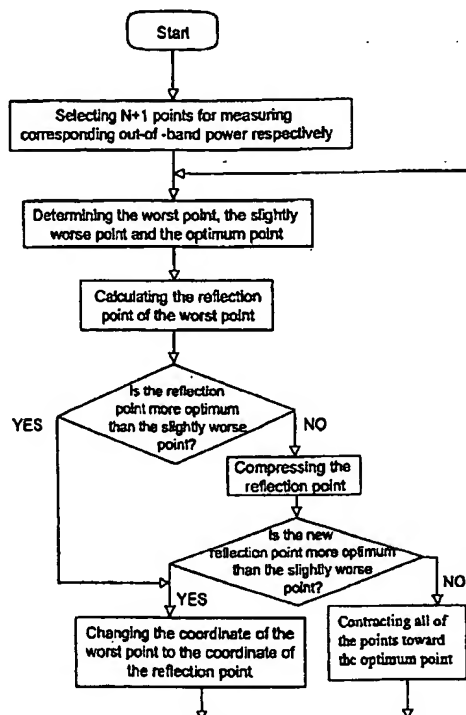 Start
Selecting N+1 points for measuring
corresponding out-of -band power respectively
Determining the worst point, the slightly
worse point and the optimum point
Calculating the reflection
point of the worst point
Is the reflection
point more optimum
than the slightly worse
point?
YES
NO
Compressing the
reflection point
Is the new
reflection point more optimum
than the slightly worse
point?
YES
NO
Changing the coordinate of the
worst point to the coordinate of
the reflection point
Contracting all of
the points toward
the optimum point